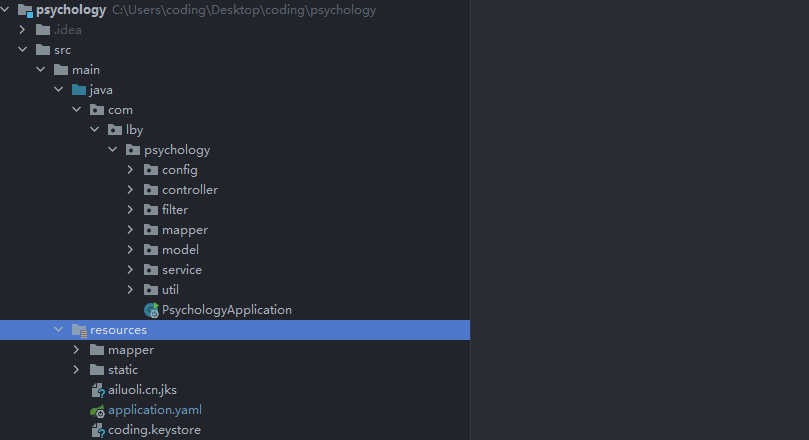 psychology C:\Users\coding\Desktop\coding\psychology
.idea
src
main
java
com
lby
psychology
config
controller
filter
mapper
model
service
util
PsychologyApplication
resources
mapper
static
ailuoli.cn.jks
application.yaml
coding.keystore